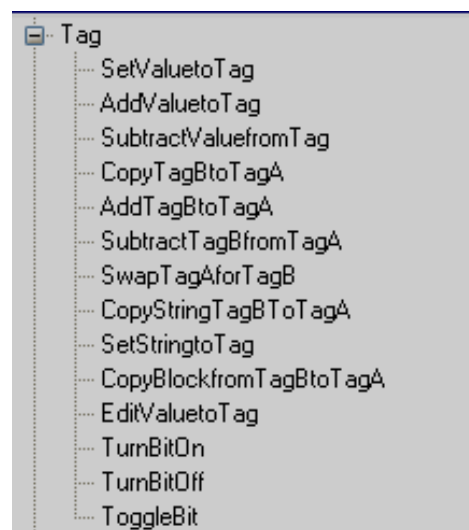 Tag
SetValuetoTag
AddValuetoTag
SubtractValuefromTag
CopyTagBtoTagA
AddTagBtoTagA
SubtractTagBfromTagA
SwapTagAforTagB
CopyStringTagBToTagA
SetStringtoTag
CopyBlockfromTagBtoTagA
EditValuetoTag
TurnBitOn
TurnBitOff
ToggleBit